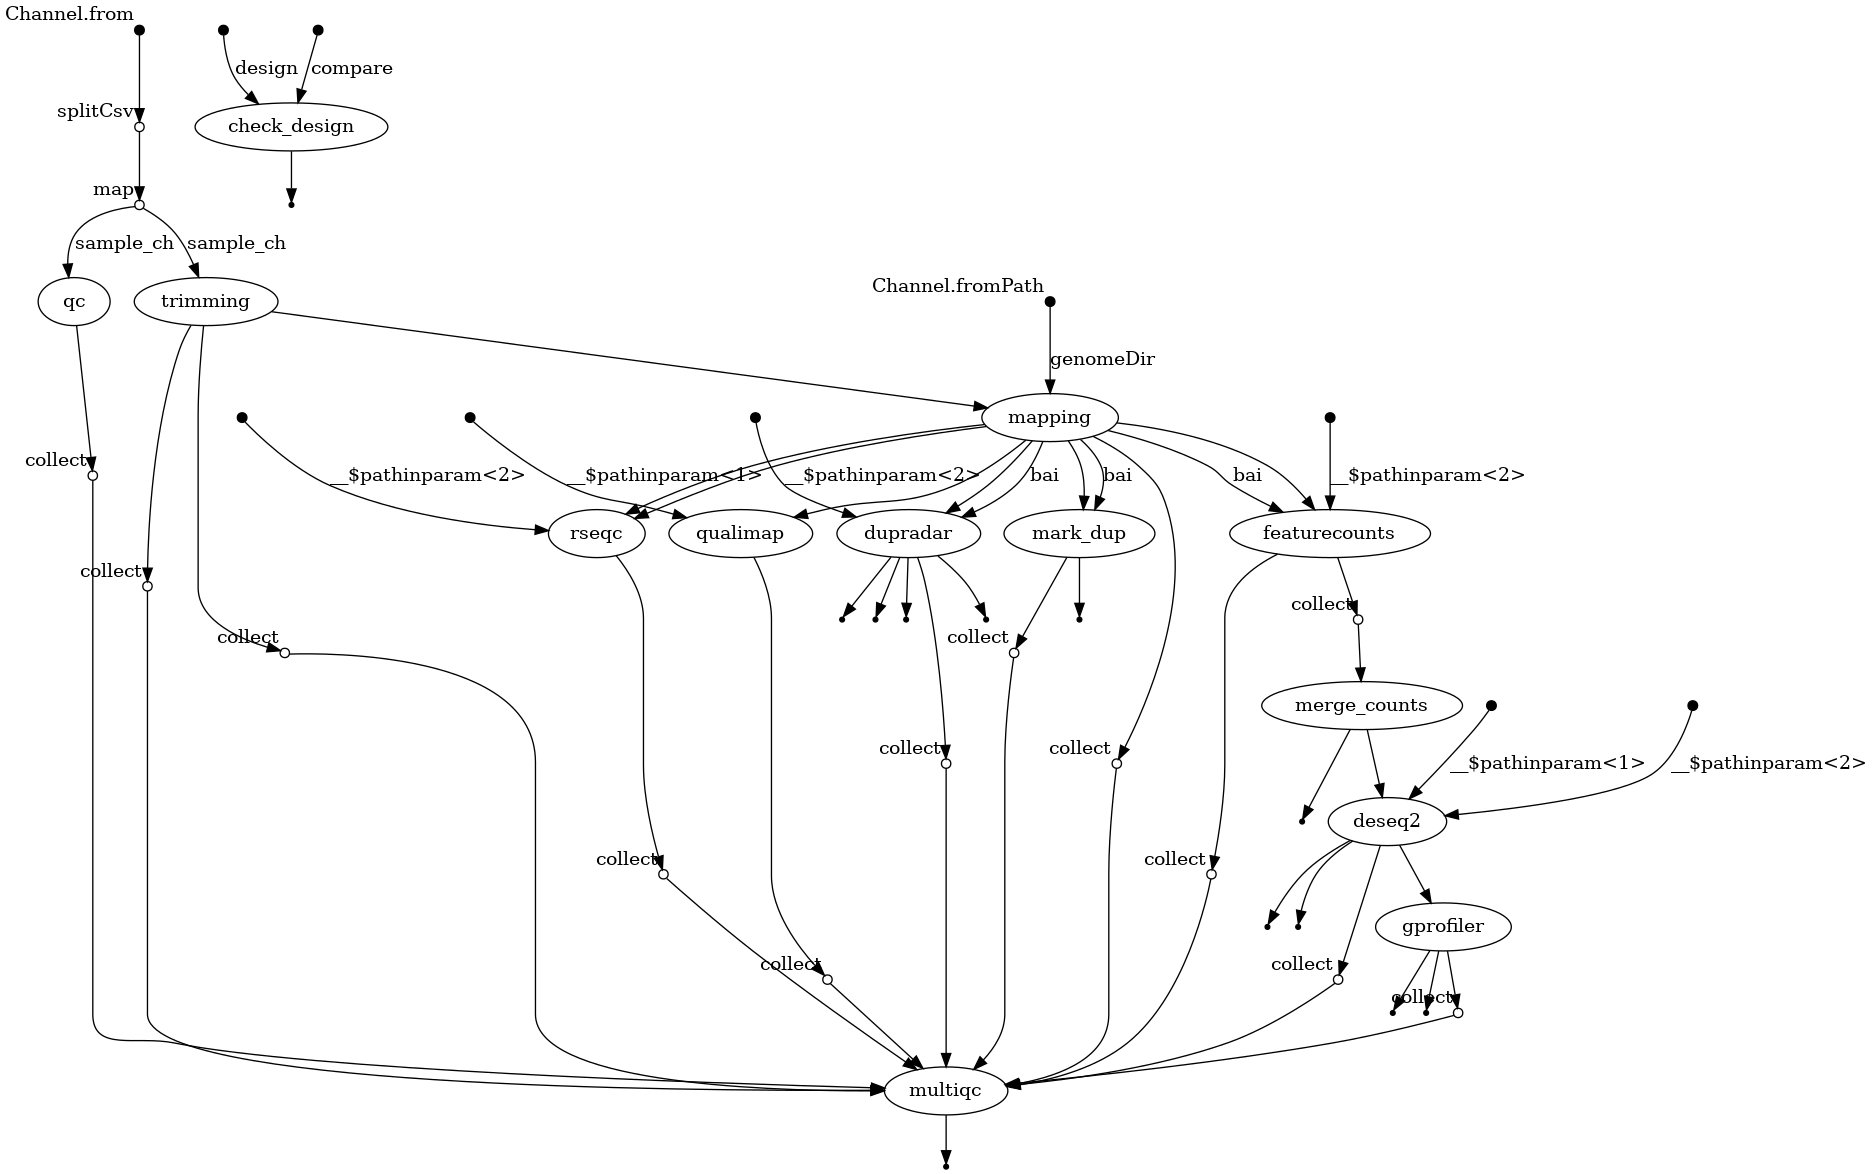 Channel.from
design
compare
splitCsv
check_design
map
sample_ch
sample_ch
Channel.fromPath
qc
trimming
genomeDir
mapping
collect
__$pathinparam<2>
__$pathinparam<1>
__$pathinparam<2>
bai
bai
bai
__$pathinparam<2>
rseqc
qualimap
dupradar
mark_dup
featurecounts
collect
collect
collect
collect
merge_counts
collect
collect
__$pathinparam<1>
__$pathinparam<2>
deseq2
collect
collect
gprofiler
collect
collect
collect
multiqc